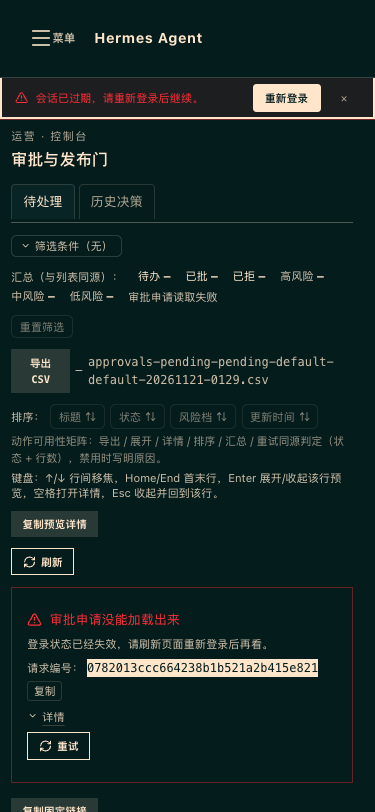 菜单 Hermes Agent
会话已过期，请重新登录后继续。 重新登录 ×
运营 · 控制台
审批与发布门
待处理 历史决策
筛选条件（无）
汇总（与列表同源）： 待办 — 已批 — 已拒 — 高风险 —
中风险 — 低风险 — 审批申请读取失败
重置筛选
导出
CSV
— approvals-pending-pending-default-
default-20261121-0129.csv
排序： 标题 ⇅ 状态 ⇅ 风险档 ⇅ 更新时间 ⇅
动作可用性矩阵：导出 / 展开 / 详情 / 排序 / 汇总 / 重试同源判定（状
态 + 行数），禁用时写明原因。
键盘：↑/↓ 行间移焦，Home/End 首末行，Enter 展开/收起该行预
览，空格打开详情，Esc 收起并回到该行。
复制预览详情
刷新
审批申请没能加载出来
登录状态已经失效，请刷新页面重新登录后再看。
请求编号： 0782013ccc664238b1b521a2b415e821
复制
详情
重试
复制固定链接